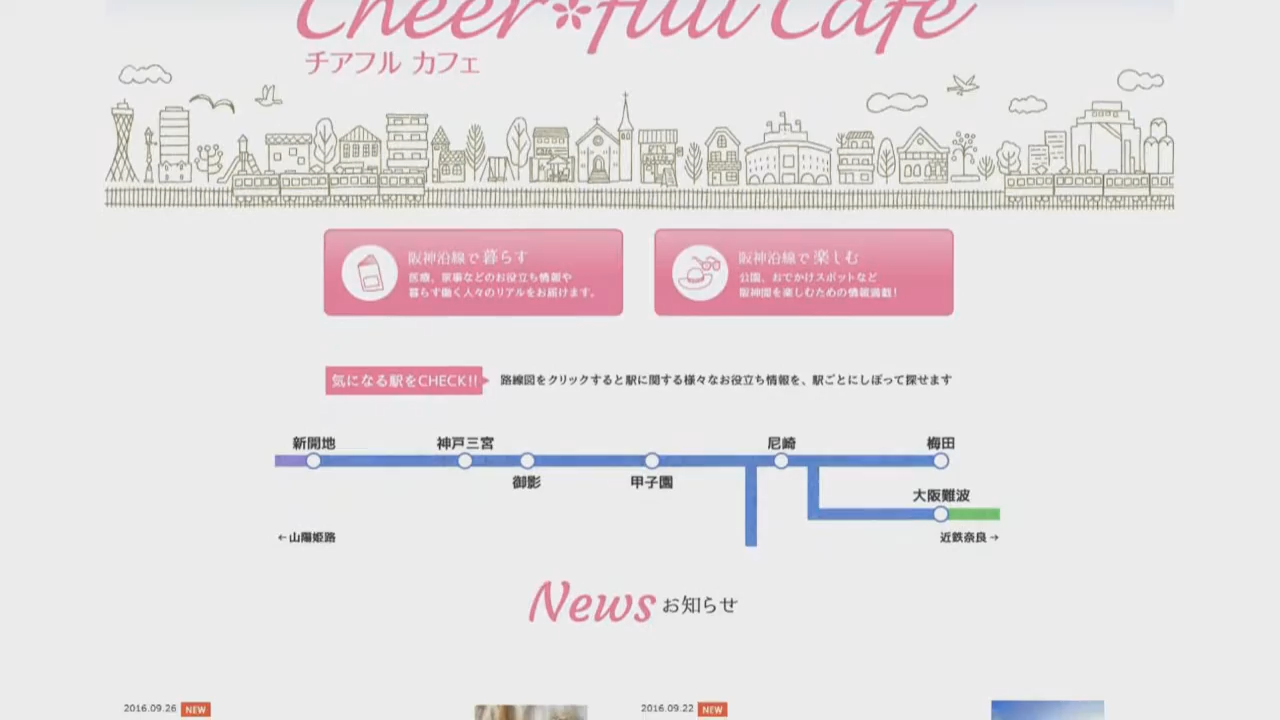 Cheer*full Cafe
チアフル カフェ
阪神沿線で暮らす
医療、家事などのお役立ち情報や
暮らす働く人々のリアルをお届けます。
阪神沿線で楽しむ
公園、おでかけスポットなど
阪神間を楽しむための情報満載!
気になる駅をCHECK!!
路線図をクリックすると駅に関する様々なお役立ち情報を、駅ごとにしぼって探せます
新開地
神戸三宮
尼崎
梅田
御影
甲子園
大阪難波
←山陽姫路
近鉄奈良→
News お知らせ
2016.09.26 NEW
2016.09.22 NEW